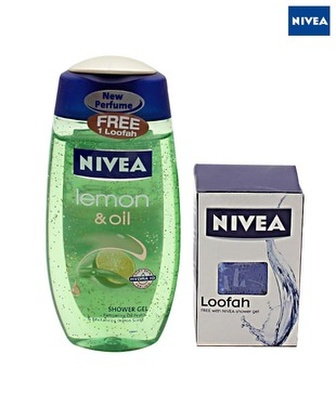 NIVEA
New
Perfume
FREE
1 Loofah
NIVEA
lemon
& oil
SHOWER GEL
NIVEA
Loofah
FREE with NIVEA shower gel